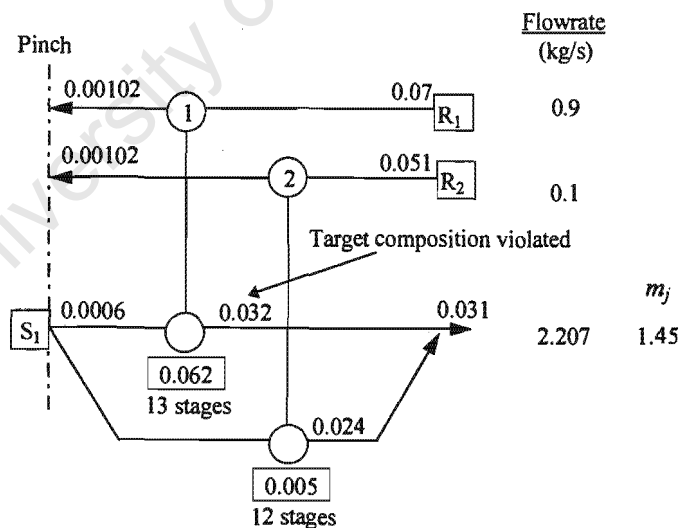 Flowrate
(kg/s)
Pinch
0.00102
1
0.07
R1
0.9
0.00102
2
0.051
R2
0.1
Target composition violated
mj
S1
0.0006
0.032
0.031
2.207
1.45
0.062
13 stages
0.024
0.005
12 stages
iversity o